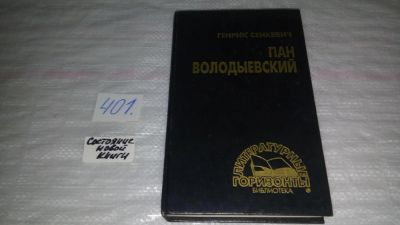 ГЕНРИК СЕНКЕВИЧ
ПАН
ВОЛОДЫЕВСКИЙ
ЛИТЕРАТУРНЫЕ
ГОРИЗОНТЫ
БИБЛИОТЕКА
401.
Состояние
новой
книги